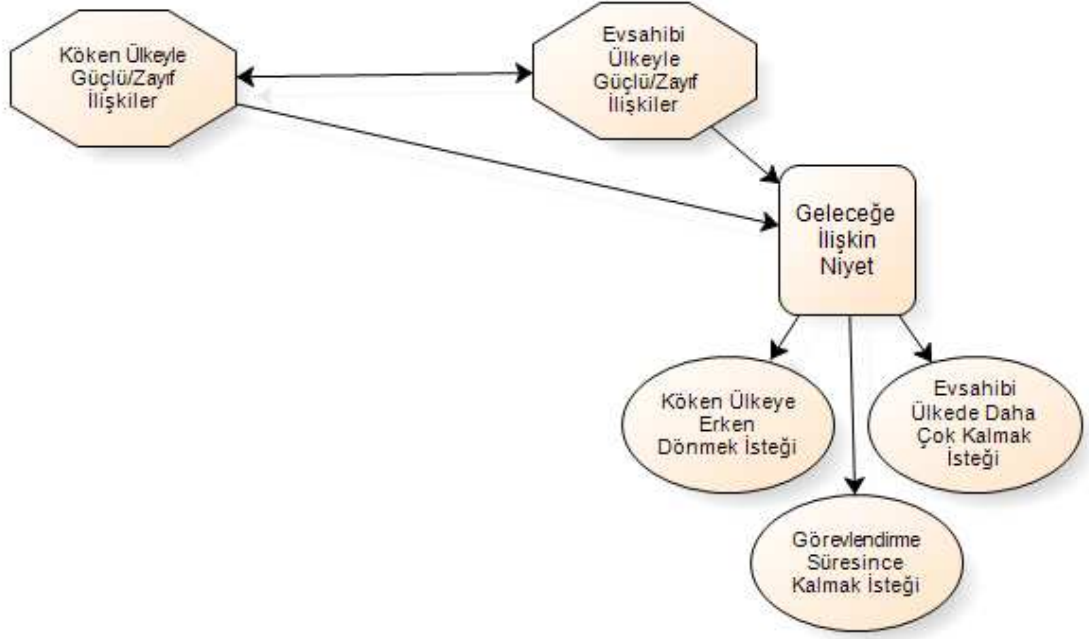 Köken Ülkeyle
Güçlü/Zayıf
İlişkiler
Evsahibi
Ülkeyle
Güçlü/Zayıf
İlişkiler
Geleceğe
İlişkin
Niyet
Köken Ülkeye
Erken
Dönmek İsteği
Evsahibi
Ülkede Daha
Çok Kalmak
İsteği
Görevlendirme
Süresince
Kalmak İsteği